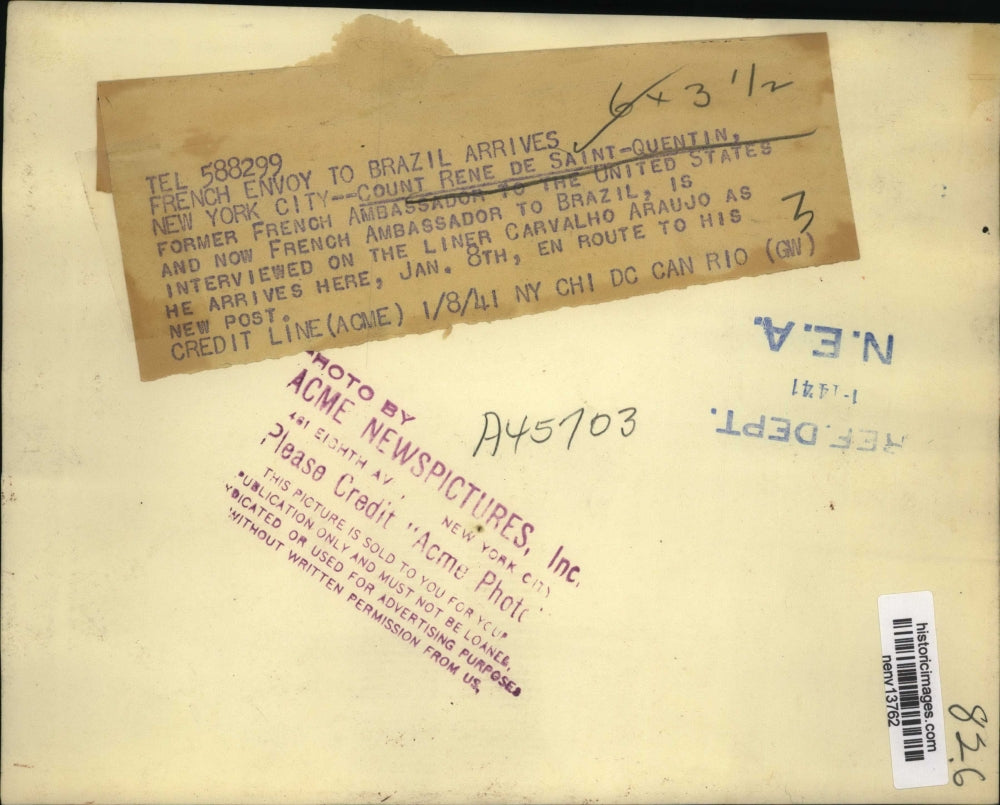 6x3 1/2
TEL 588299
FRENCH ENVOY TO BRAZIL ARRIVES
NEW YORK CITY--COUNT RENE DE SAINT-QUENTIN,
FORMER FRENCH AMBASSADOR TO THE UNITED STATES
AND NOW FRENCH AMBASSADOR TO BRAZIL, IS
INTERVIEWED ON THE LINER CARVALHO ARAUJO AS
HE ARRIVES HERE, JAN. 8TH, EN ROUTE TO HIS
NEW POST.
CREDIT LINE(ACME) 1/8/41 NY CHI DC CAN RIO (GW)
3
PHOTO BY
ACME NEWSPICTURES, Inc.
461 EIGHTH AV., NEW YORK CITY
Please Credit "Acme Photo"
THIS PICTURE IS SOLD TO YOU FOR YOUR
PUBLICATION ONLY AND MUST NOT BE LOANED,
SYNDICATED OR USED FOR ADVERTISING PURPOSES
WITHOUT WRITTEN PERMISSION FROM US.
A45703
REF. DEPT.
N.E.A.
historicimages.com
nenv13762
826